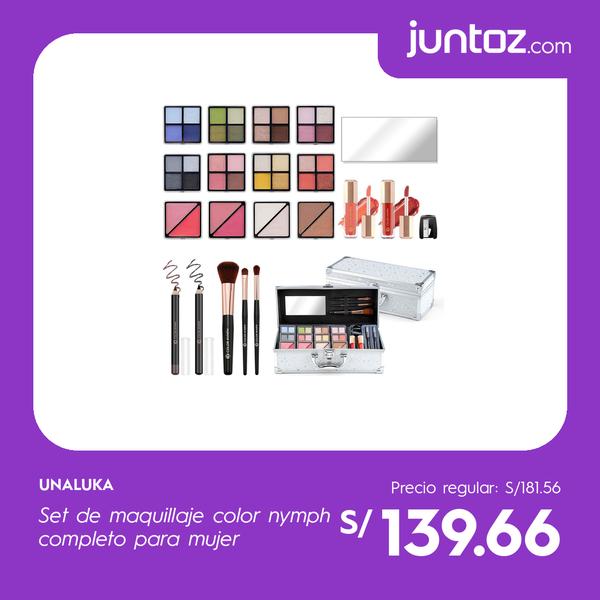 juntoz.com
UNALUKA
Set de maquillaje color nymph
completo para mujer
Precio regular: S/181.56
S/139.66